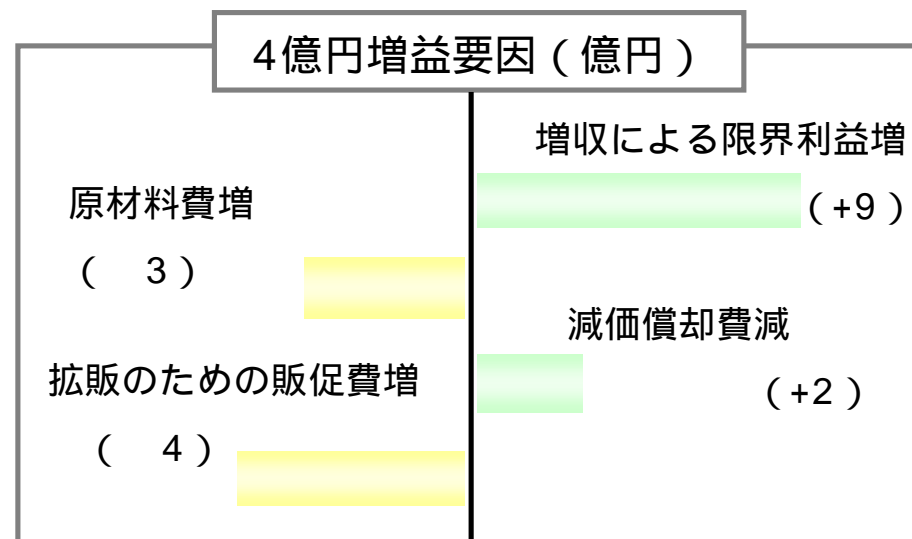 4億円増益要因(億円)
増収による限界利益増
(+9)
原材料費増
( 3)
減価償却費減
(+2)
拡販のための販促費増
( 4)